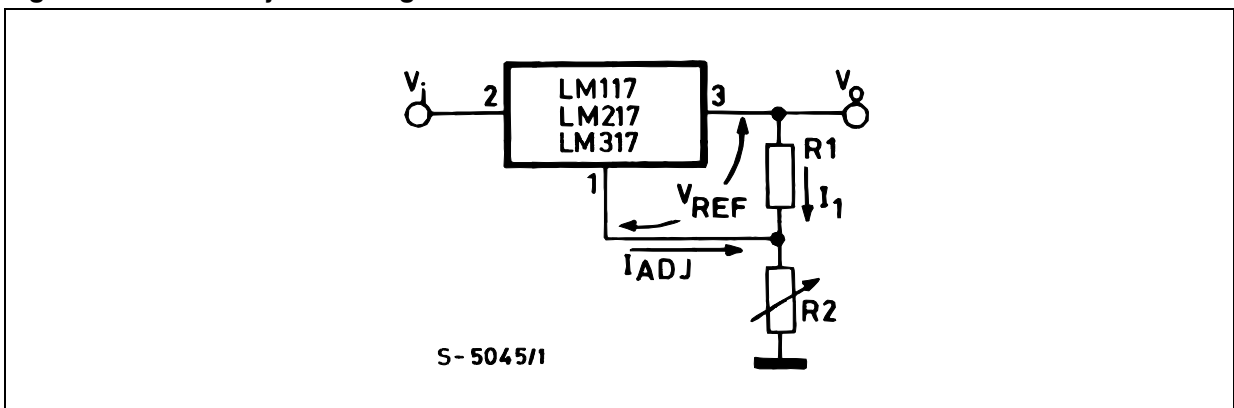 Vi
2
LM117
LM217
LM317
3
Vo
1
VREF
R1
I1
IADJ
R2
S-5045/1